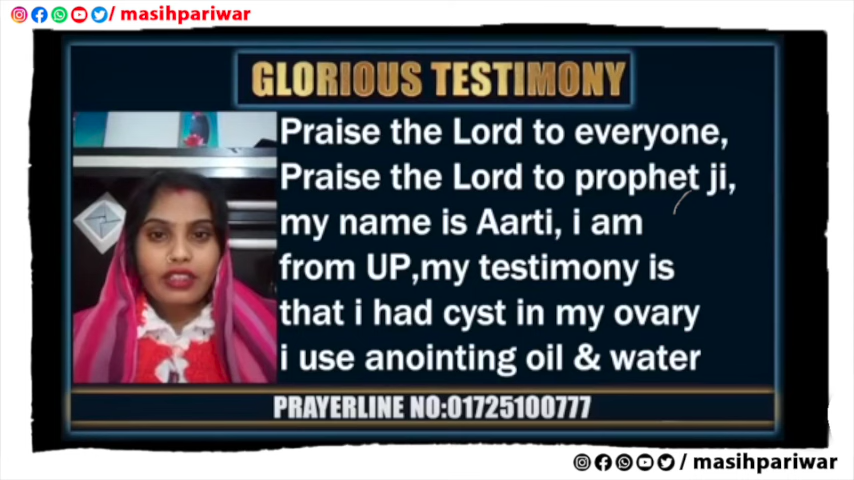 / masihpariwar
GLORIOUS TESTIMONY
Praise the Lord to everyone,
Praise the Lord to prophet ji,
my name is Aarti, i am
from UP,my testimony is
that i had cyst in my ovary
i use anointing oil & water
PRAYERLINE NO:01725100777
/ masihpariwar